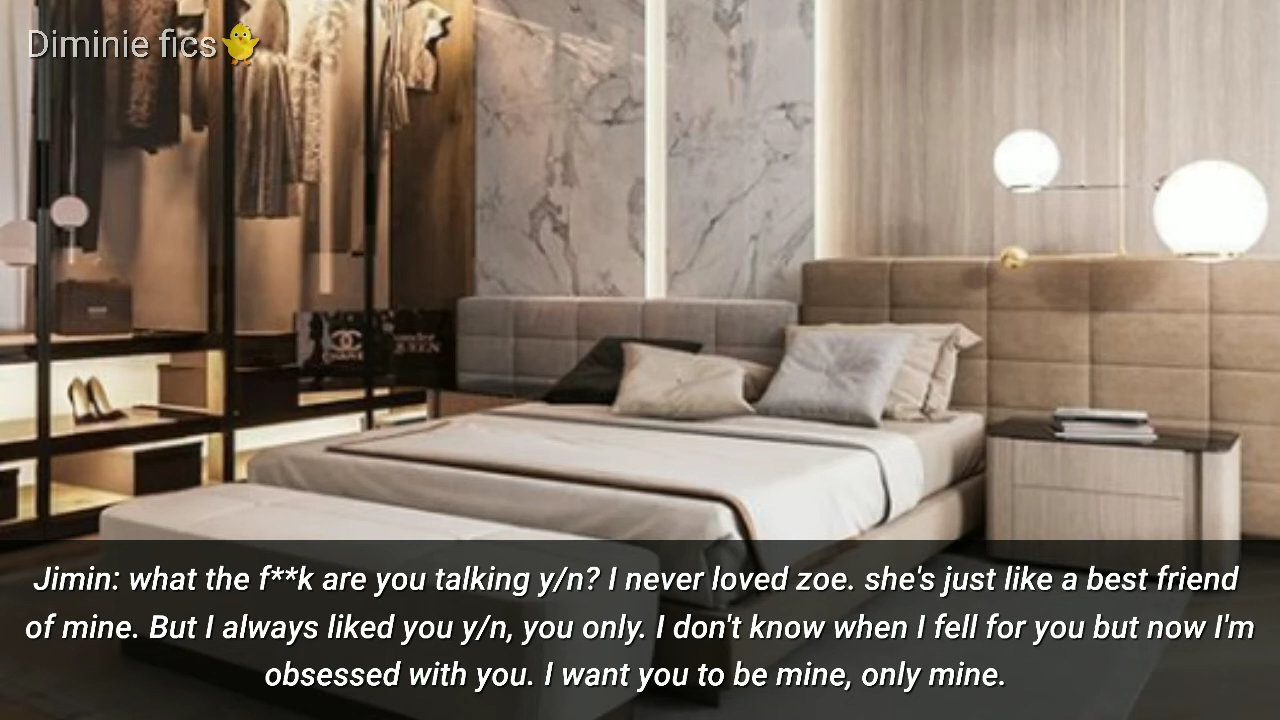 Diminie fics🐥
CHANEL
QUEEN
Jimin: what the f**k are you talking y/n? I never loved zoe. she's just like a best friend
of mine. But I always liked you y/n, you only. I don't know when I fell for you but now I'm
obsessed with you. I want you to be mine, only mine.